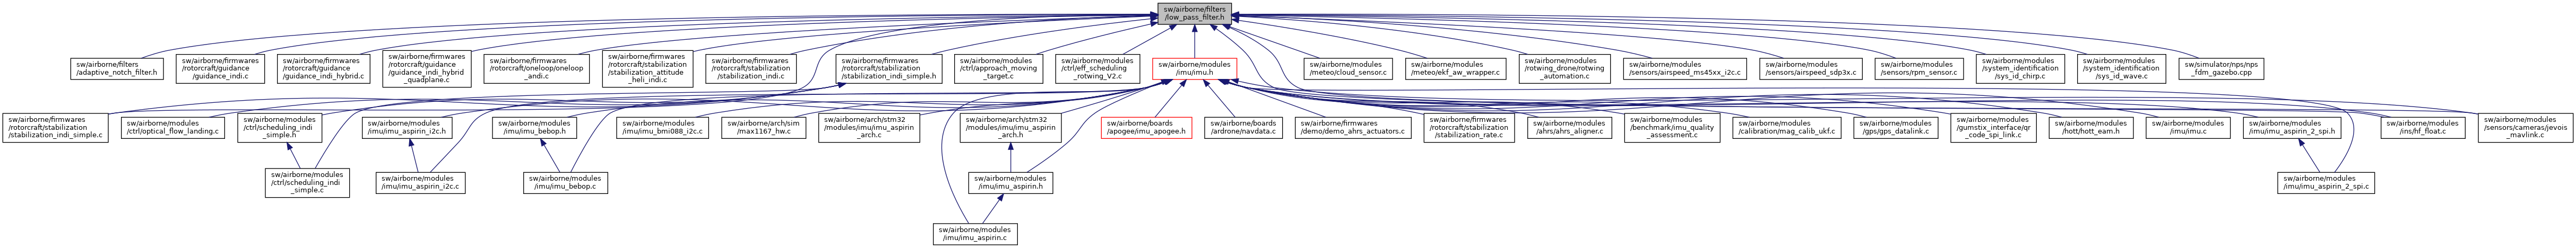 sw/airborne/filters
/low_pass_filter.h
sw/airborne/filters
/adaptive_notch_filter.h
sw/airborne/firmwares
/rotorcraft/guidance
/guidance_indi.c
sw/airborne/firmwares
/rotorcraft/guidance
/guidance_indi_hybrid.c
sw/airborne/firmwares
/rotorcraft/guidance
/guidance_indi_hybrid
_quadplane.c
sw/airborne/firmwares
/rotorcraft/oneloop/oneloop
_andi.c
sw/airborne/firmwares
/rotorcraft/stabilization
/stabilization_attitude
_heli_indi.c
sw/airborne/firmwares
/rotorcraft/stabilization
/stabilization_indi.c
sw/airborne/firmwares
/rotorcraft/stabilization
/stabilization_indi_simple.h
sw/airborne/modules
/ctrl/approach_moving
_target.c
sw/airborne/modules
/ctrl/eff_scheduling
_rotwing_V2.c
sw/airborne/modules
/imu/imu.h
sw/airborne/modules
/meteo/cloud_sensor.c
sw/airborne/modules
/meteo/ekf_aw_wrapper.c
sw/airborne/modules
/rotwing_drone/rotwing
_automation.c
sw/airborne/modules
/sensors/airspeed_ms45xx_i2c.c
sw/airborne/modules
/sensors/airspeed_sdp3x.c
sw/airborne/modules
/sensors/rpm_sensor.c
sw/airborne/modules
/system_identification
/sys_id_chirp.c
sw/airborne/modules
/system_identification
/sys_id_wave.c
sw/simulator/nps/nps
_fdm_gazebo.cpp
sw/airborne/firmwares
/rotorcraft/stabilization
/stabilization_indi_simple.c
sw/airborne/modules
/ctrl/optical_flow_landing.c
sw/airborne/modules
/ctrl/scheduling_indi
_simple.h
sw/airborne/modules
/imu/imu_aspirin_i2c.h
sw/airborne/modules
/imu/imu_bebop.h
sw/airborne/modules
/imu/imu_bmi088_i2c.c
sw/airborne/arch/sim
/max1167_hw.c
sw/airborne/arch/stm32
/modules/imu/imu_aspirin
_arch.c
sw/airborne/arch/stm32
/modules/imu/imu_aspirin
_arch.h
sw/airborne/boards
/apogee/imu_apogee.h
sw/airborne/boards
/ardrone/navdata.c
sw/airborne/firmwares
/demo/demo_ahrs_actuators.c
sw/airborne/firmwares
/rotorcraft/stabilization
/stabilization_rate.c
sw/airborne/modules
/ahrs/ahrs_aligner.c
sw/airborne/modules
/benchmark/imu_quality
_assessment.c
sw/airborne/modules
/calibration/mag_calib_ukf.c
sw/airborne/modules
/gps/gps_datalink.c
sw/airborne/modules
/gumstix_interface/qr
_code_spi_link.c
sw/airborne/modules
/hott/hott_eam.h
sw/airborne/modules
/imu/imu.c
sw/airborne/modules
/imu/imu_aspirin_2_spi.h
sw/airborne/modules
/ins/hf_float.c
sw/airborne/modules
/sensors/cameras/jevois
_mavlink.c
sw/airborne/modules
/ctrl/scheduling_indi
_simple.c
sw/airborne/modules
/imu/imu_aspirin_i2c.c
sw/airborne/modules
/imu/imu_bebop.c
sw/airborne/modules
/imu/imu_aspirin.h
sw/airborne/modules
/imu/imu_aspirin_2_spi.c
sw/airborne/modules
/imu/imu_aspirin.c